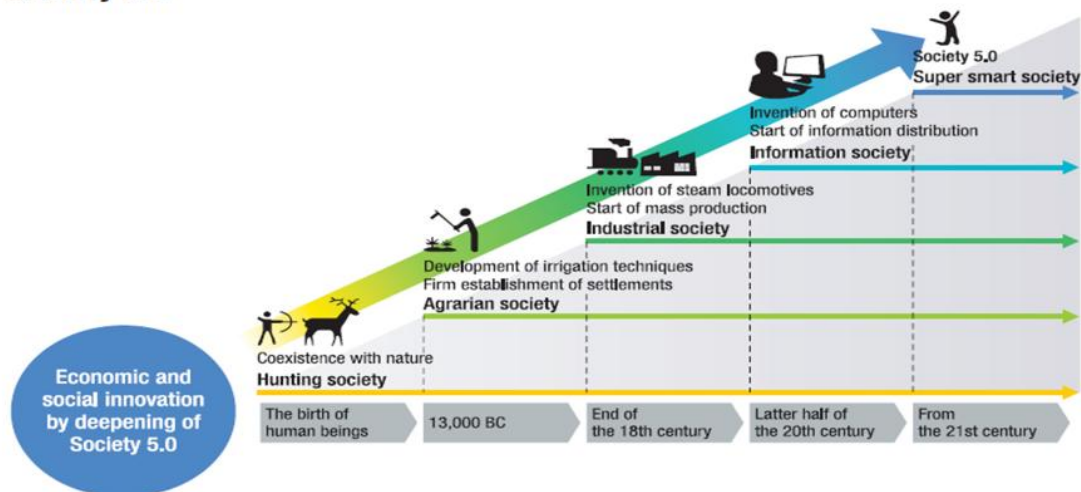 Society 5.0
Super smart society
Invention of computers
Start of information distribution
Information society
Invention of steam locomotives
Start of mass production
Industrial society
Development of irrigation techniques
Firm establishment of settlements
Agrarian society
Coexistence with nature
Hunting society
Economic and
social innovation
by deepening of
Society 5.0
The birth of
human beings
13,000 BC
End of
the 18th century
Latter half of
the 20th century
From
the 21st century